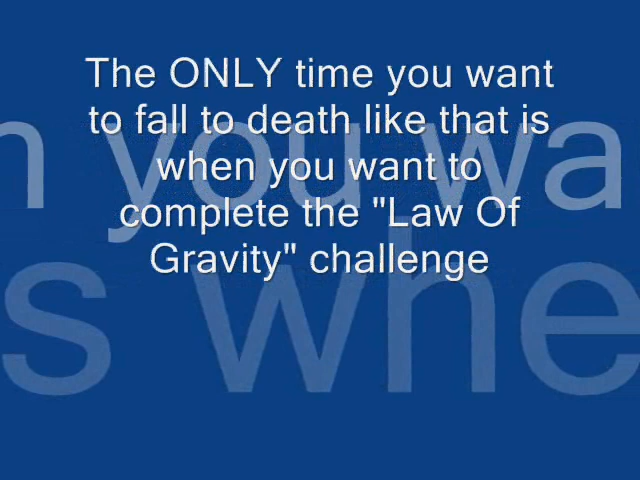 The ONLY time you want
to fall to death like that is
when you want to
complete the "Law Of
Gravity" challenge
n you wa
s whe